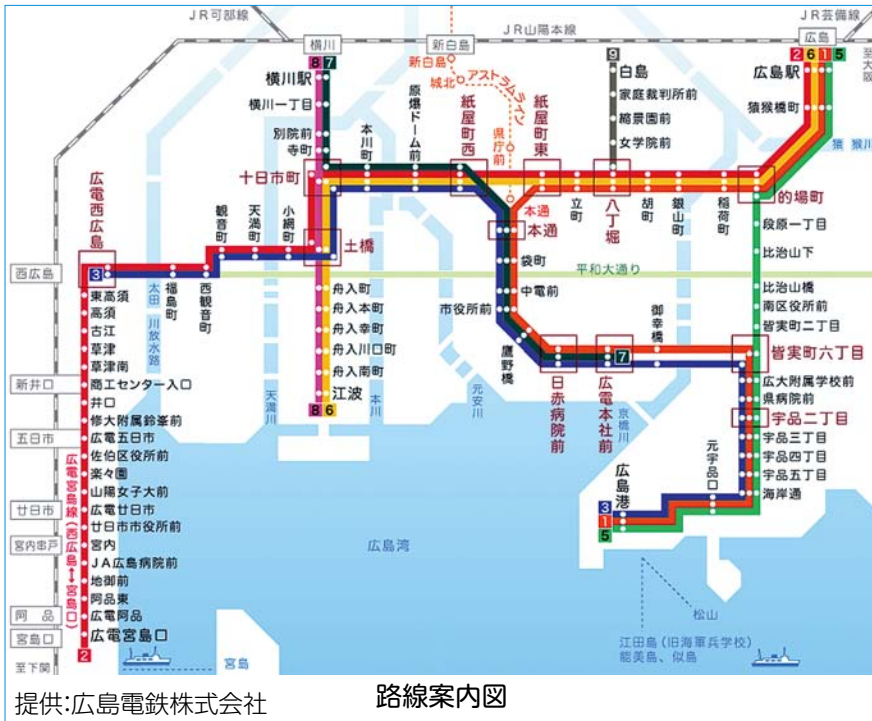 JR可部線
JR山陽本線
JR芸備線
横川
新白島
広島
至大阪
8 7
9
2 6 1 5
横川駅
横川一丁目
別院前
寺町
十日市町
本川町
原爆ドーム前
紙屋町西
新白島
城北
アストラムライン
県庁前
本通
紙屋町東
立町
八丁堀
白島
家庭裁判所前
縮景園前
女学院前
胡町
銀山町
稲荷町
広島駅
猿猴橋町
猿猴川
的場町
段原一丁目
比治山下
比治山橋
南区役所前
皆実町二丁目
皆実町六丁目
広大附属学校前
県病院前
宇品二丁目
宇品三丁目
宇品四丁目
宇品五丁目
海岸通
元宇品口
広島港
3
1
5
本通
袋町
中電前
市役所前
鷹野橋
日赤病院前
広電本社前
7
御幸橋
平和大通り
土橋
小網町
天満町
観音町
西観音町
福島町
広電西広島
3
西広島
舟入町
舟入本町
舟入幸町
舟入川口町
舟入南町
江波
8 6
太田川放水路
天満川
本川
元安川
京橋川
東高須
高須
古江
草津
草津南
新井口
商工センター入口
井口
修大附属鈴峯前
五日市
広電五日市
佐伯区役所前
楽々園
山陽女子大前
廿日市
広電廿日市
廿日市市役所前
宮内串戸
宮内
JA広島病院前
地御前
阿品東
阿品
広電阿品
宮島口
広電宮島口
2
至下関
広電宮島線(西広島↔宮島口)
広島湾
宮島
松山
江田島(旧海軍兵学校)
能美島、似島
提供:広島電鉄株式会社
路線案内図